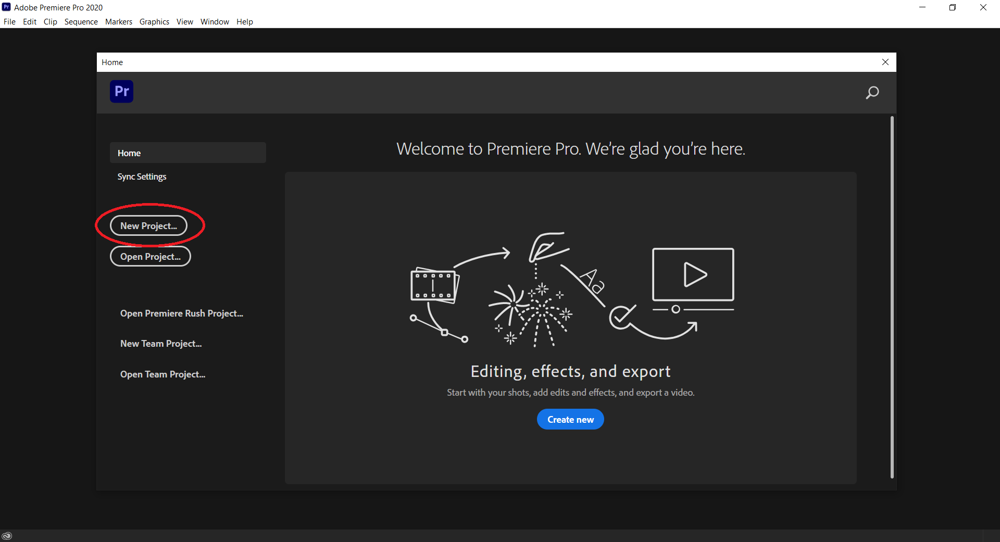 Pr Adobe Premiere Pro 2020
File Edit Clip Sequence Markers Graphics View Window Help
Home
Pr
Home
Sync Settings
New Project...
Open Project...
Open Premiere Rush Project...
New Team Project...
Open Team Project...
Welcome to Premiere Pro. We're glad you're here.
Aa
Editing, effects, and export
Start with your shots, add edits and effects, and export a video.
Create new